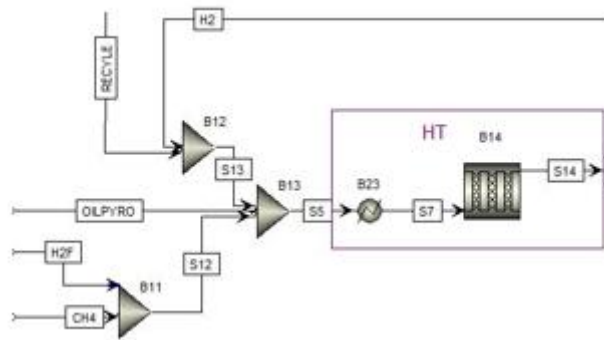 H2
RECYLE
B12
HT
B14
S13
S14
B13
B23
OILPYRO
S5
S7
H2F
S12
B11
CH4